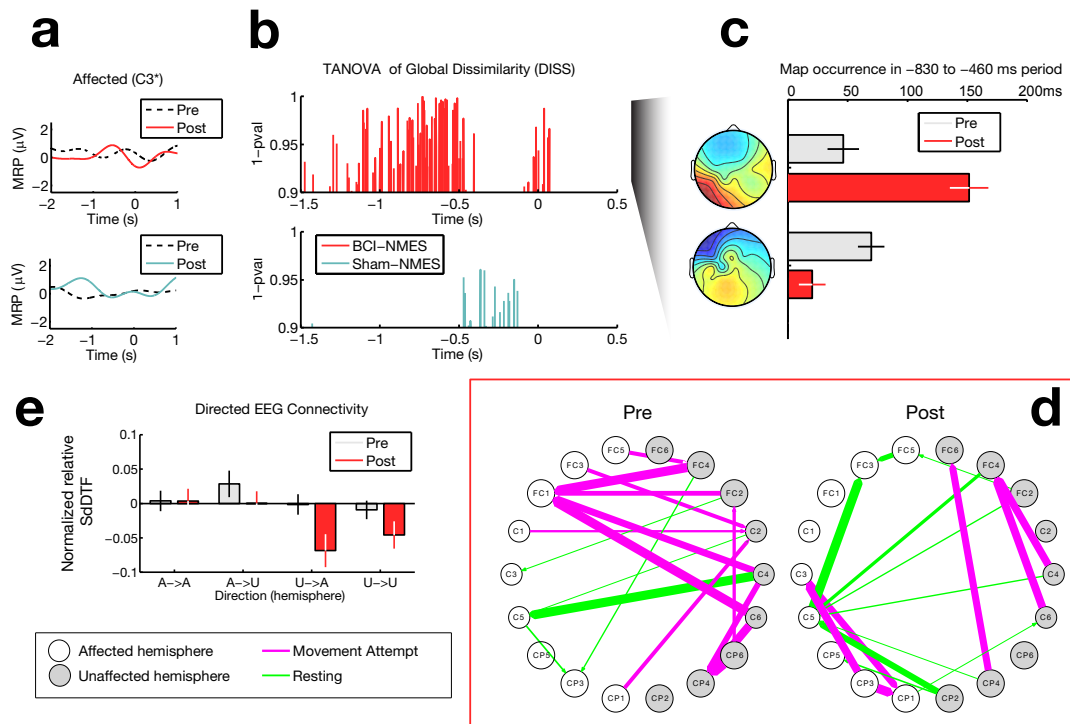 a
Affected (C3*)
Pre
Post
2
0
−2
MRP (μV)
−2
−1
0
1
Time (s)
Pre
Post
2
0
−2
MRP (μV)
−2
−1
0
1
Time (s)
b
TANOVA of Global Dissimilarity (DISS)
1
0.95
0.9
1−pval
−1.5
−1
−0.5
0
0.5
Time (s)
BCI−NMES
Sham−NMES
1
0.95
0.9
1−pval
−1.5
−1
−0.5
0
0.5
Time (s)
c
Map occurrence in −830 to −460 ms period
0
50
100
150
200ms
Pre
Post
e
Directed EEG Connectivity
Pre
Post
0.1
0.05
0
−0.05
−0.1
Normalized relative
SdDTF
A−>A
A−>U
U−>A
U−>U
Direction (hemisphere)
Affected hemisphere
Movement Attempt
Unaffected hemisphere
Resting
d
Pre
FC5
FC6
FC3
FC4
FC1
FC2
C1
C2
C3
C4
C5
C6
CP5
CP6
CP3
CP4
CP1
CP2
Post
FC5
FC6
FC3
FC4
FC1
FC2
C1
C2
C3
C4
C5
C6
CP5
CP6
CP3
CP4
CP1
CP2